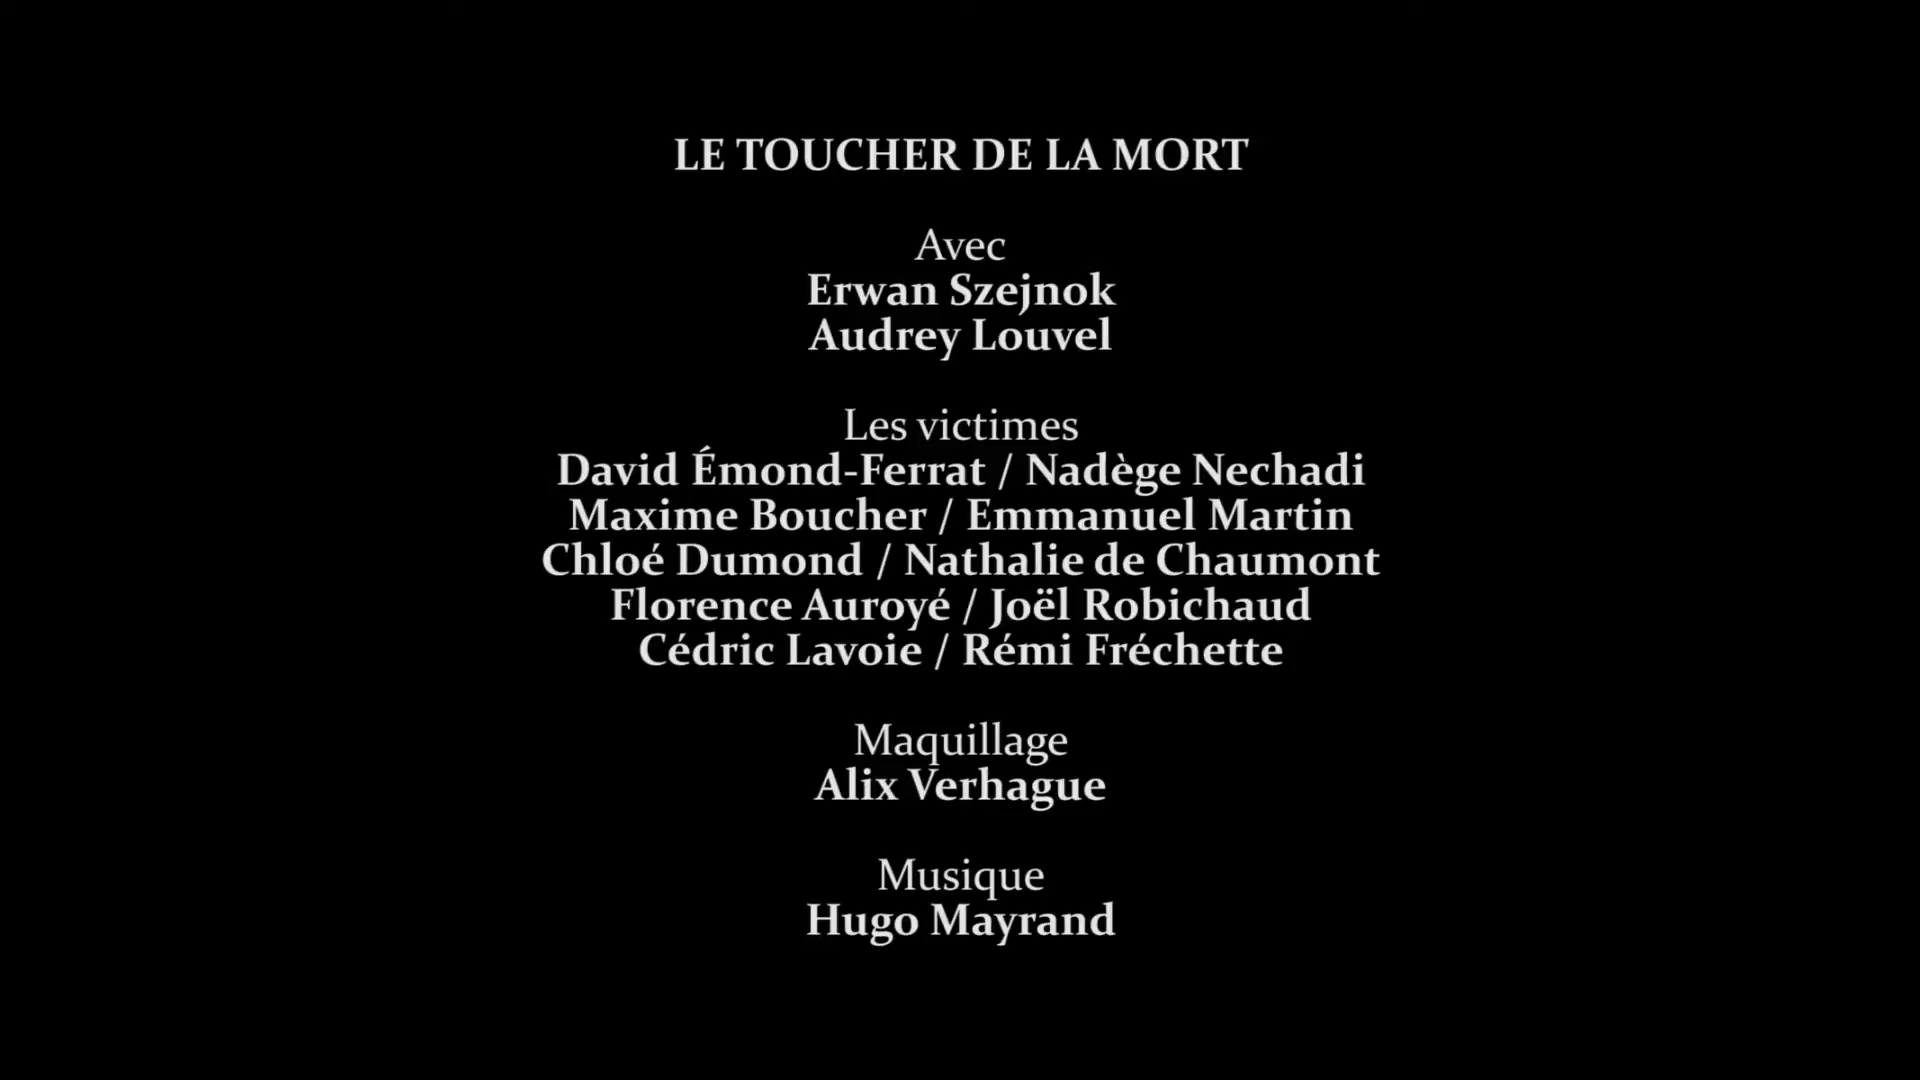 LE TOUCHER DE LA MORT
Avec
Erwan Szejnok
Audrey Louvel
Les victimes
David Émond-Ferrat / Nadège Nechadi
Maxime Boucher / Emmanuel Martin
Chloé Dumond / Nathalie de Chaumont
Florence Auroyé / Joël Robichaud
Cédric Lavoie / Rémi Fréchette
Maquillage
Alix Verhague
Musique
Hugo Mayrand